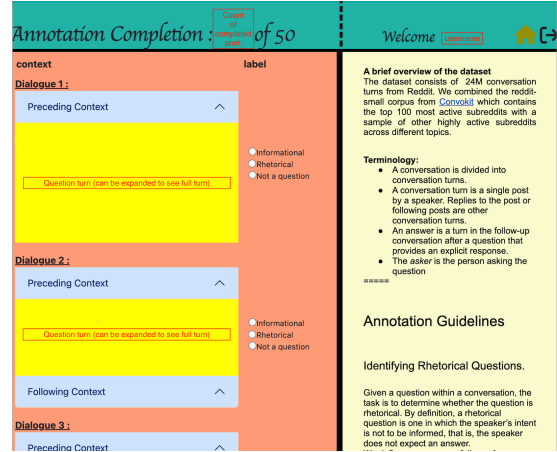 Annotation Completion : Count of completed annt. of 50
Welcome username
context label
Dialogue 1 :
Preceding Context
Question turn (can be expanded to see full turn)
Informational
Rhetorical
Not a question
Dialogue 2 :
Preceding Context
Question turn (can be expanded to see full turn)
Informational
Rhetorical
Not a question
Following Context
Dialogue 3 :
Preceding Context
A brief overview of the dataset
The dataset consists of 24M conversation
turns from Reddit. We combined the reddit-
small corpus from Convokit which contains
the top 100 most active subreddits with a
sample of other highly active subreddits
across different topics.
Terminology:
● A conversation is divided into
conversation turns.
● A conversation turn is a single post
by a speaker. Replies to the post or
following posts are other
conversation turns.
● An answer is a turn in the follow-up
conversation after a question that
provides an explicit response.
● The asker is the person asking the
question
=====
Annotation Guidelines
Identifying Rhetorical Questions.
Given a question within a conversation, the
task is to determine whether the question is
rhetorical. By definition, a rhetorical
question is one in which the speaker's intent
is not to be informed, that is, the speaker
does not expect an answer.